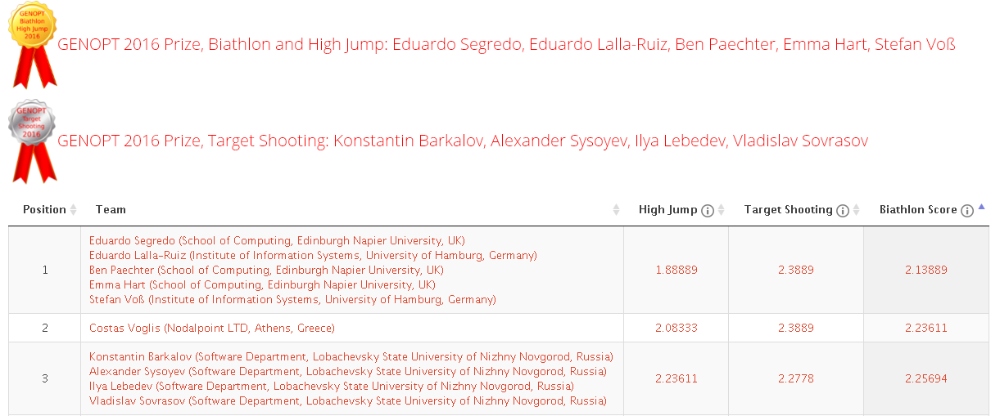 GENOPT
Biathlon
High Jump
2016
GENOPT 2016 Prize, Biathlon and High Jump: Eduardo Segredo, Eduardo Lalla-Ruiz, Ben Paechter, Emma Hart, Stefan Voß
GENOPT
Target
Shooting
2016
GENOPT 2016 Prize, Target Shooting: Konstantin Barkalov, Alexander Sysoyev, Ilya Lebedev, Vladislav Sovrasov
Position Team High Jump Target Shooting Biathlon Score
Eduardo Segredo (School of Computing, Edinburgh Napier University, UK)
Eduardo Lalla-Ruiz (Institute of Information Systems, University of Hamburg, Germany)
1 Ben Paechter (School of Computing, Edinburgh Napier University, UK) 1.88889 2.3889 2.13889
Emma Hart (School of Computing, Edinburgh Napier University, UK)
Stefan Voß (Institute of Information Systems, University of Hamburg, Germany)
2 Costas Voglis (Nodalpoint LTD, Athens, Greece) 2.08333 2.3889 2.23611
Konstantin Barkalov (Software Department, Lobachevsky State University of Nizhny Novgorod, Russia)
Alexander Sysoyev (Software Department, Lobachevsky State University of Nizhny Novgorod, Russia)
3 2.23611 2.2778 2.25694
Ilya Lebedev (Software Department, Lobachevsky State University of Nizhny Novgorod, Russia)
Vladislav Sovrasov (Software Department, Lobachevsky State University of Nizhny Novgorod, Russia)